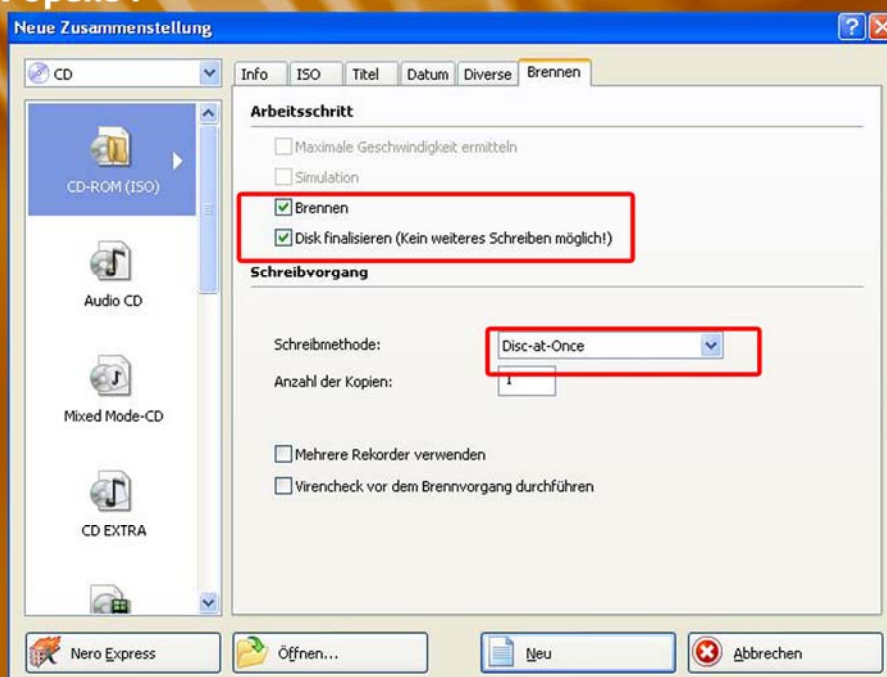 Neue Zusammenstellung
CD
Info ISO Titel Datum Diverse Brennen
CD-ROM (ISO)
Audio CD
Mixed Mode-CD
CD EXTRA
Arbeitsschritt
Maximale Geschwindigkeit ermitteln
Simulation
Brennen
Disk finalisieren (Kein weiteres Schreiben möglich!)
Schreibvorgang
Schreibmethode: Disc-at-Once
Anzahl der Kopien: 1
Mehrere Rekorder verwenden
Virencheck vor dem Brennvorgang durchführen
Nero Express Öffnen... Neu Abbrechen